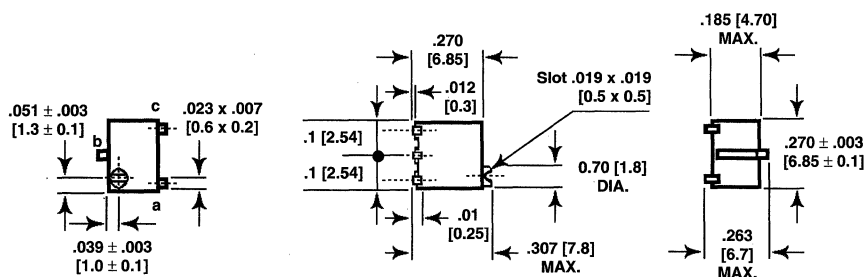 .051 ± .003
[1.3 ± 0.1]
b
c
a
.023 x .007
[0.6 x 0.2]
.039 ± .003
[1.0 ± 0.1]
.270
[6.85]
.012
[0.3]
Slot .019 x .019
[0.5 x 0.5]
.1 [2.54]
.1 [2.54]
0.70 [1.8]
DIA.
.01
[0.25]
.307 [7.8]
MAX.
.185 [4.70]
MAX.
.270 ± .003
[6.85 ± 0.1]
.263
[6.7]
MAX.